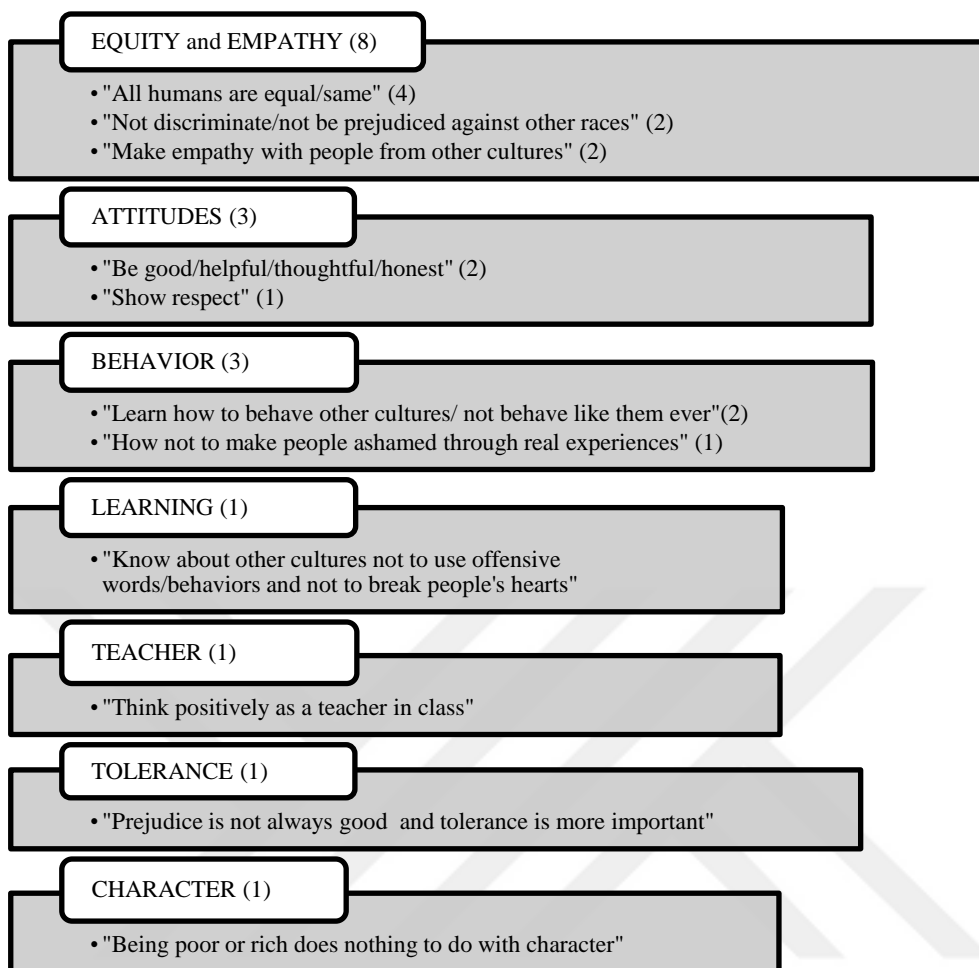 EQUITY and EMPATHY (8)
• "All humans are equal/same" (4)
• "Not discriminate/not be prejudiced against other races" (2)
• "Make empathy with people from other cultures" (2)
ATTITUDES (3)
• "Be good/helpful/thoughtful/honest" (2)
• "Show respect" (1)
BEHAVIOR (3)
• "Learn how to behave other cultures/ not behave like them ever"(2)
• "How not to make people ashamed through real experiences" (1)
LEARNING (1)
• "Know about other cultures not to use offensive
words/behaviors and not to break people's hearts"
TEACHER (1)
• "Think positively as a teacher in class"
TOLERANCE (1)
• "Prejudice is not always good  and tolerance is more important"
CHARACTER (1)
• "Being poor or rich does nothing to do with character"